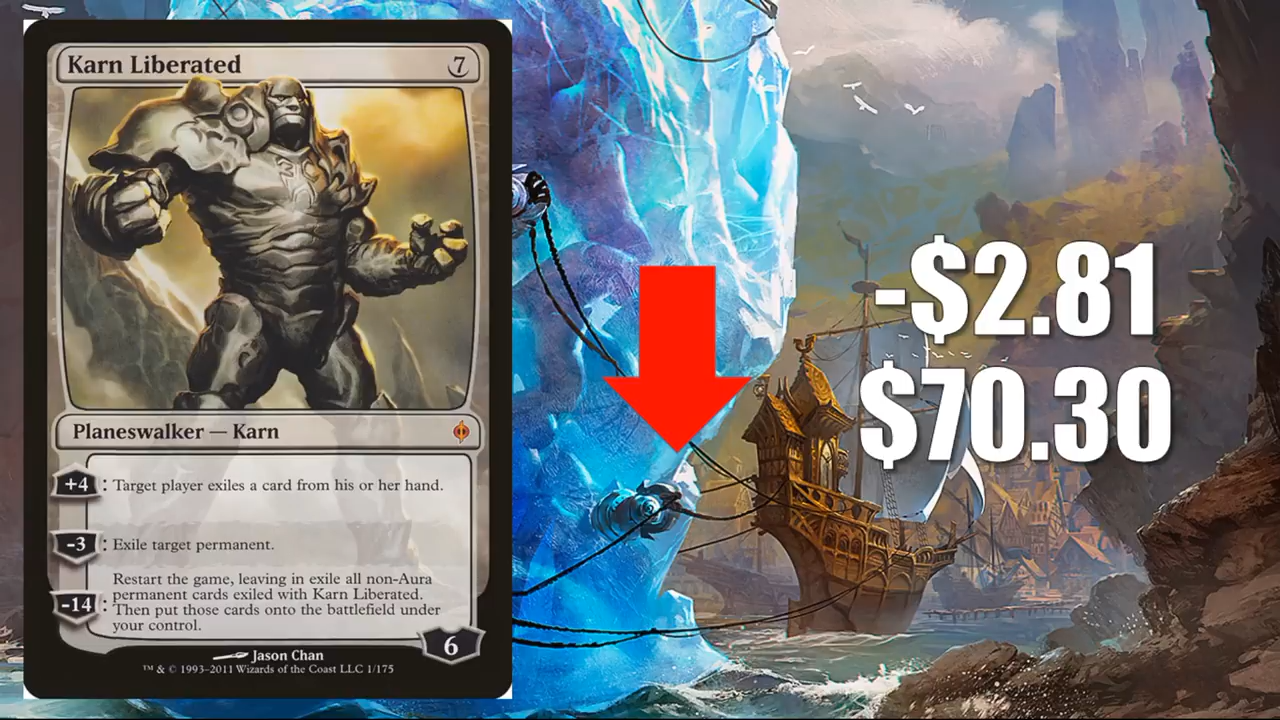 Karn Liberated 7
Planeswalker — Karn
+4 : Target player exiles a card from his or her hand.
-3 : Exile target permanent.
Restart the game, leaving in exile all non-Aura
permanent cards exiled with Karn Liberated.
-14 : Then put those cards onto the battlefield under
your control.
6
Jason Chan
™ & © 1993–2011 Wizards of the Coast LLC 1/175
-$2.81
$70.30